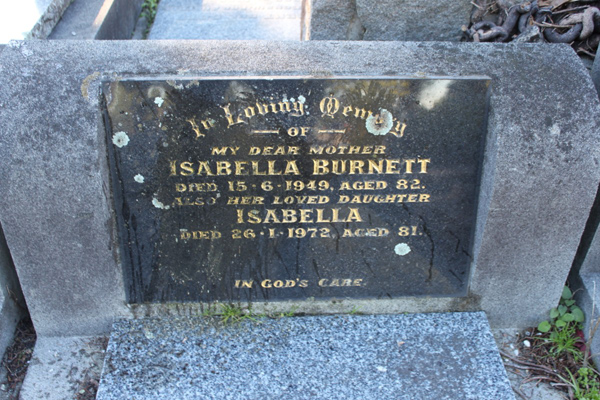 In Loving Memory
OF
MY DEAR MOTHER
ISABELLA BURNETT
DIED 15·6·1949, AGED 82.
ALSO HER LOVED DAUGHTER
ISABELLA
DIED 26·1·1972, AGED 81.
IN GOD'S CARE.